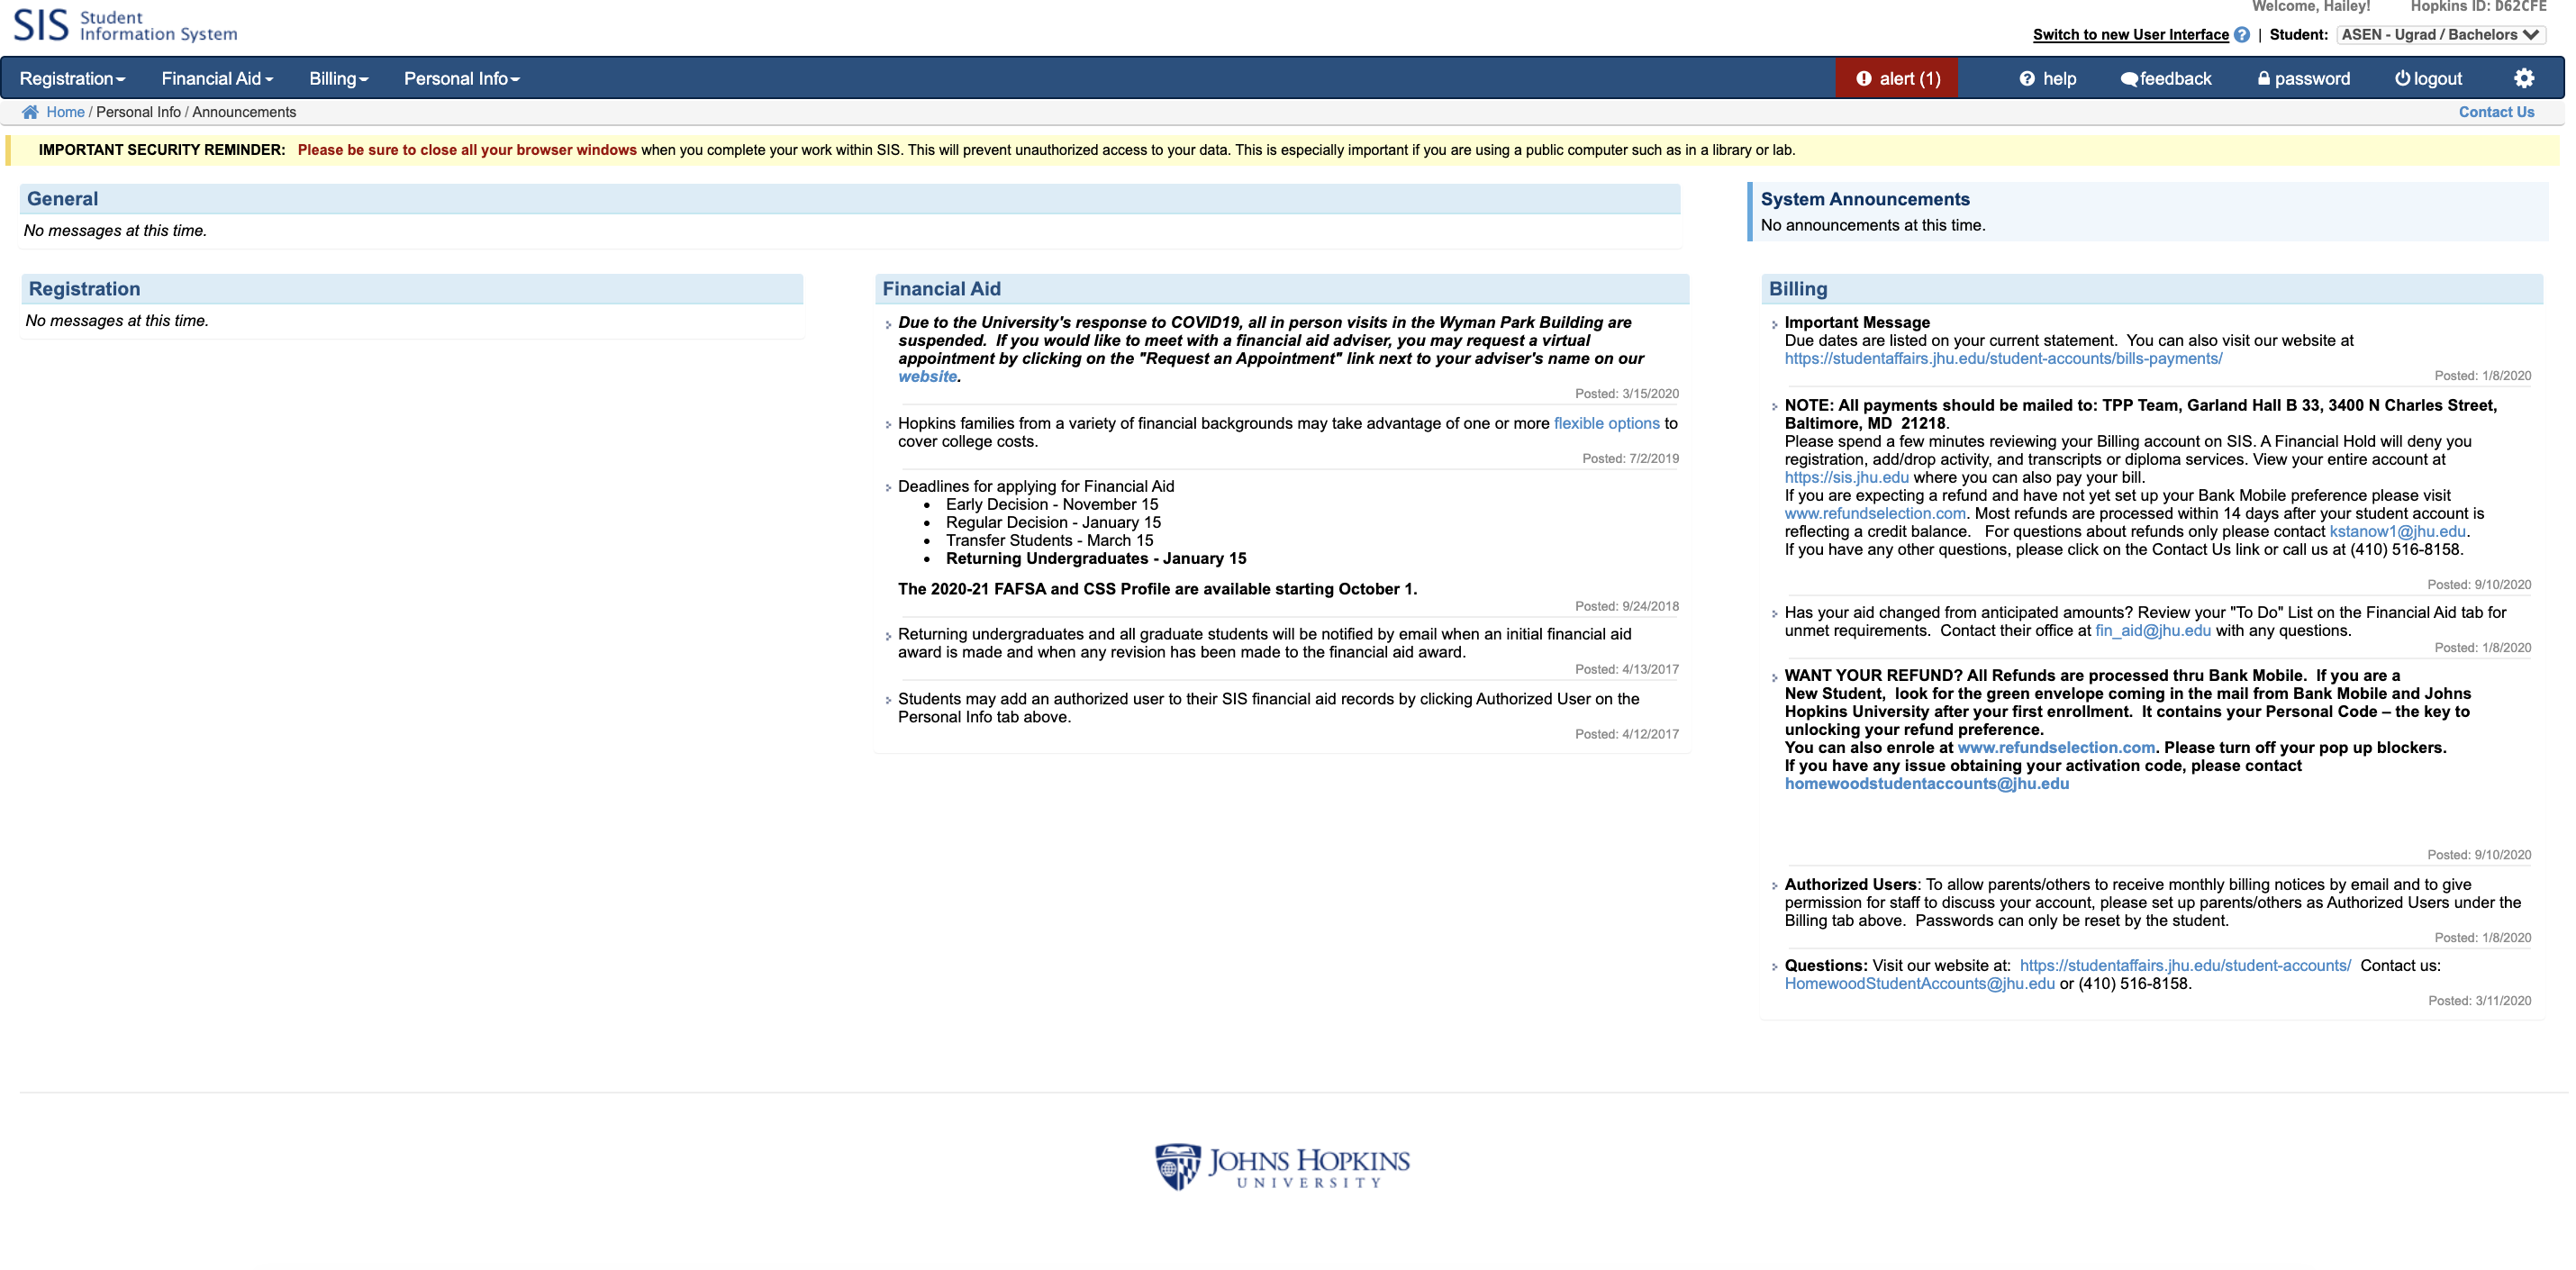 SIS Student Information System
Welcome, Hailey! Hopkins ID: D62CFE
Switch to new User Interface ? | Student: ASEN - Ugrad / Bachelors
Registration Financial Aid Billing Personal Info alert (1) help feedback password logout
Home / Personal Info / Announcements Contact Us
IMPORTANT SECURITY REMINDER: Please be sure to close all your browser windows when you complete your work within SIS. This will prevent unauthorized access to your data. This is especially important if you are using a public computer such as in a library or lab.
General
No messages at this time.
System Announcements
No announcements at this time.
Registration
No messages at this time.
Financial Aid
Due to the University's response to COVID19, all in person visits in the Wyman Park Building are
suspended. If you would like to meet with a financial aid adviser, you may request a virtual
appointment by clicking on the "Request an Appointment" link next to your adviser's name on our
website.
Posted: 3/15/2020
Hopkins families from a variety of financial backgrounds may take advantage of one or more flexible options to
cover college costs.
Posted: 7/2/2019
Deadlines for applying for Financial Aid
• Early Decision - November 15
• Regular Decision - January 15
• Transfer Students - March 15
• Returning Undergraduates - January 15
The 2020-21 FAFSA and CSS Profile are available starting October 1.
Posted: 9/24/2018
Returning undergraduates and all graduate students will be notified by email when an initial financial aid
award is made and when any revision has been made to the financial aid award.
Posted: 4/13/2017
Students may add an authorized user to their SIS financial aid records by clicking Authorized User on the
Personal Info tab above.
Posted: 4/12/2017
Billing
Important Message
Due dates are listed on your current statement. You can also visit our website at
https://studentaffairs.jhu.edu/student-accounts/bills-payments/
Posted: 1/8/2020
NOTE: All payments should be mailed to: TPP Team, Garland Hall B 33, 3400 N Charles Street,
Baltimore, MD 21218.
Please spend a few minutes reviewing your Billing account on SIS. A Financial Hold will deny you
registration, add/drop activity, and transcripts or diploma services. View your entire account at
https://sis.jhu.edu where you can also pay your bill.
If you are expecting a refund and have not yet set up your Bank Mobile preference please visit
www.refundselection.com. Most refunds are processed within 14 days after your student account is
reflecting a credit balance. For questions about refunds only please contact kstanow1@jhu.edu.
If you have any other questions, please click on the Contact Us link or call us at (410) 516-8158.
Posted: 9/10/2020
Has your aid changed from anticipated amounts? Review your "To Do" List on the Financial Aid tab for
unmet requirements. Contact their office at fin_aid@jhu.edu with any questions.
Posted: 1/8/2020
WANT YOUR REFUND? All Refunds are processed thru Bank Mobile. If you are a
New Student, look for the green envelope coming in the mail from Bank Mobile and Johns
Hopkins University after your first enrollment. It contains your Personal Code – the key to
unlocking your refund preference.
You can also enrole at www.refundselection.com. Please turn off your pop up blockers.
If you have any issue obtaining your activation code, please contact
homewoodstudentaccounts@jhu.edu
Posted: 9/10/2020
Authorized Users: To allow parents/others to receive monthly billing notices by email and to give
permission for staff to discuss your account, please set up parents/others as Authorized Users under the
Billing tab above. Passwords can only be reset by the student.
Posted: 1/8/2020
Questions: Visit our website at: https://studentaffairs.jhu.edu/student-accounts/ Contact us:
HomewoodStudentAccounts@jhu.edu or (410) 516-8158.
Posted: 3/11/2020
JOHNS HOPKINS
UNIVERSITY